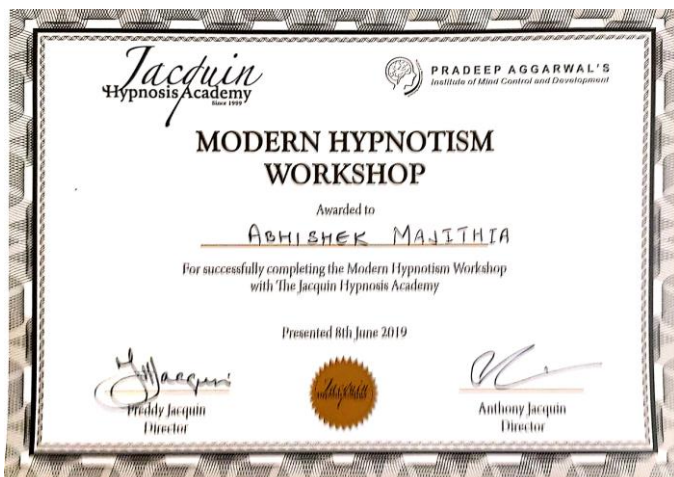 Jacquin
Hypnosis Academy
Since 1999
PRADEEP AGGARWAL'S
Institute of Mind Control and Development
MODERN HYPNOTISM
WORKSHOP
Awarded to
ABHISHEK MAJITHIA
For successfully completing the Modern Hypnotism Workshop
with The Jacquin Hypnosis Academy
Presented 8th June 2019
Jacquin
Freddy Jacquin
Director
Anthony Jacquin
Director